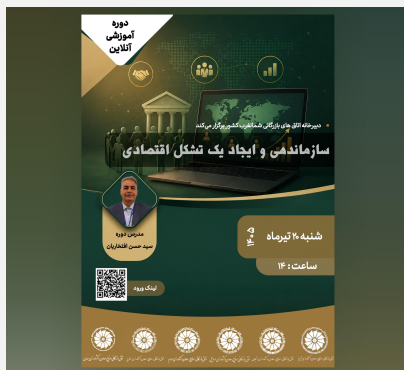 دوره
آموزشی
آنلاین
دبیرخانه اتاق های بازرگانی شمالغرب کشور برگزار می کند
سازماندهی و ایجاد یک تشکل اقتصادی
مدرس دوره
سید حسن افتخاریان
شنبه ۲۰ تیرماه
۱۴۰۵
ساعت: ۱۴
لینک ورود